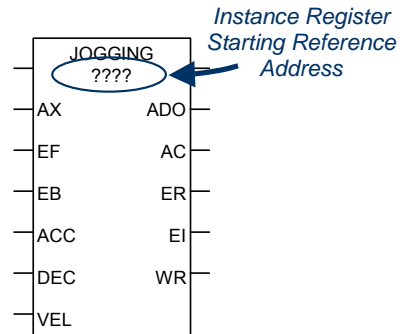 Instance Register
Starting Reference
Address
JOGGING
????
AX ADO
EF AC
EB ER
ACC EI
DEC WR
VEL